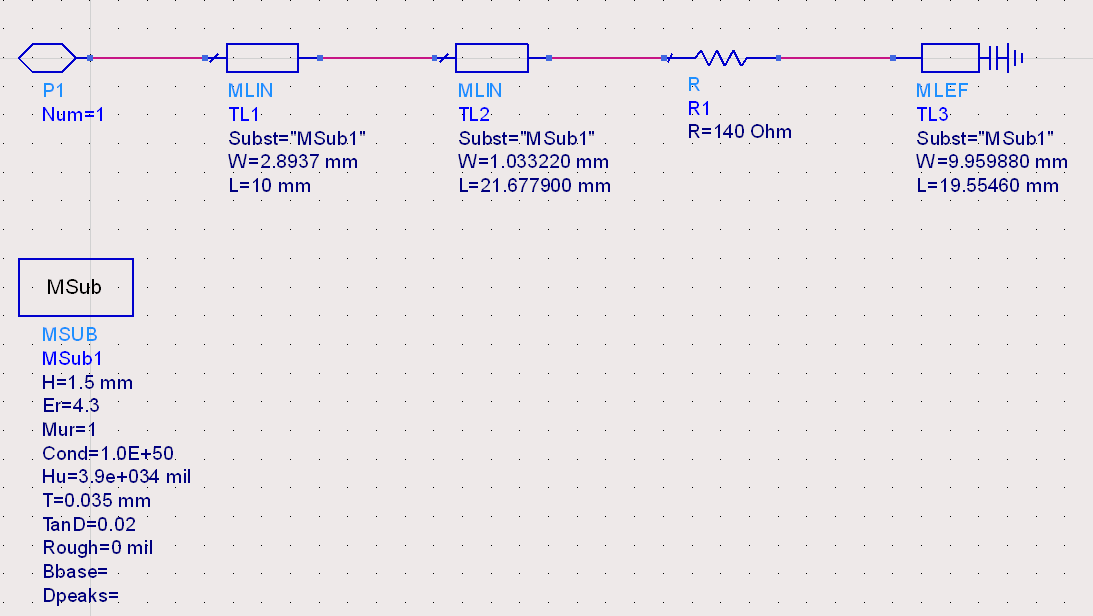 P1
Num=1
MLIN
TL1
Subst="MSub1"
W=2.8937 mm
L=10 mm
MLIN
TL2
Subst="MSub1"
W=1.033220 mm
L=21.677900 mm
R
R1
R=140 Ohm
MLEF
TL3
Subst="MSub1"
W=9.959880 mm
L=19.55460 mm
MSub
MSUB
MSub1
H=1.5 mm
Er=4.3
Mur=1
Cond=1.0E+50
Hu=3.9e+034 mil
T=0.035 mm
TanD=0.02
Rough=0 mil
Bbase=
Dpeaks=